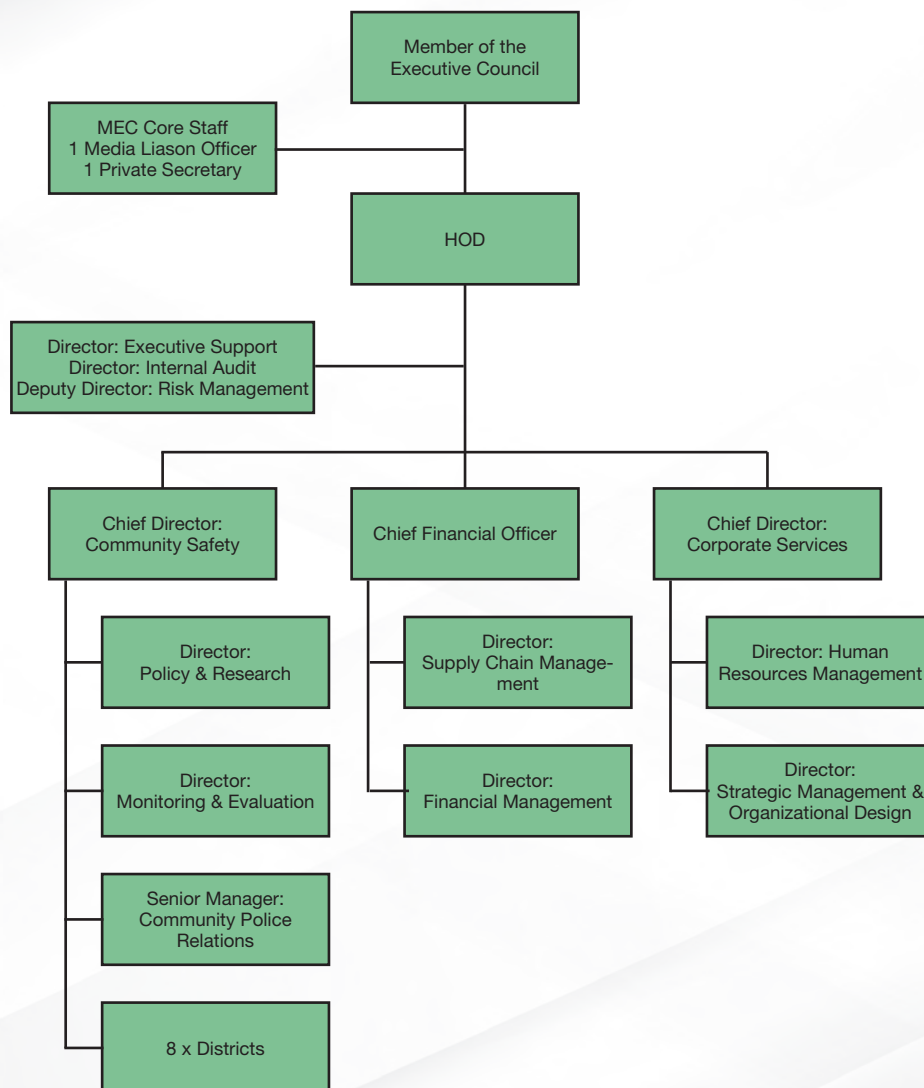 Member of the
Executive Council
MEC Core Staff
1 Media Liason Officer
1 Private Secretary
HOD
Director: Executive Support
Director: Internal Audit
Deputy Director: Risk Management
Chief Director:
Community Safety
Chief Financial Officer
Chief Director:
Corporate Services
Director:
Policy & Research
Director:
Supply Chain Manage-
ment
Director: Human
Resources Management
Director:
Monitoring & Evaluation
Director:
Financial Management
Director:
Strategic Management &
Organizational Design
Senior Manager:
Community Police
Relations
8 x Districts